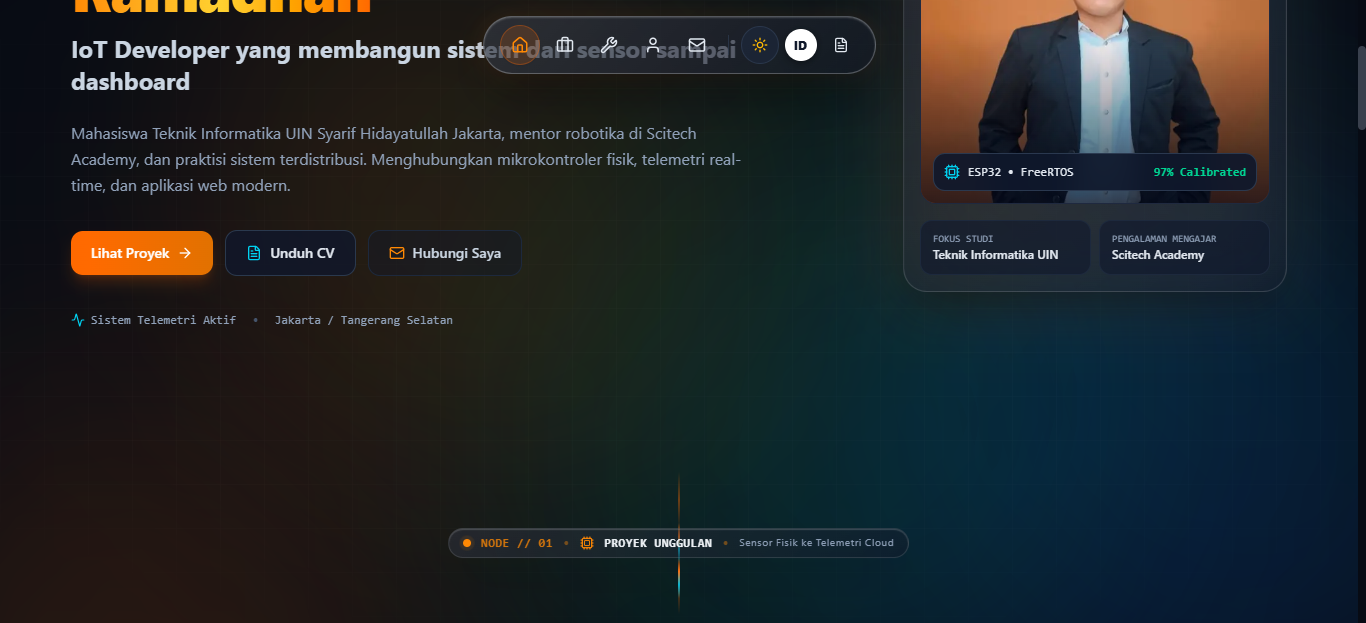 Ramadhan
IoT Developer yang membangun sistem dari sensor sampai
dashboard
ID
Mahasiswa Teknik Informatika UIN Syarif Hidayatullah Jakarta, mentor robotika di Scitech
Academy, dan praktisi sistem terdistribusi. Menghubungkan mikrokontroler fisik, telemetri real-
time, dan aplikasi web modern.
Lihat Proyek →
Unduh CV
Hubungi Saya
Sistem Telemetri Aktif • Jakarta / Tangerang Selatan
ESP32 • FreeRTOS
97% Calibrated
FOKUS STUDI
Teknik Informatika UIN
PENGALAMAN MENGAJAR
Scitech Academy
NODE // 01 • PROYEK UNGGULAN • Sensor Fisik ke Telemetri Cloud